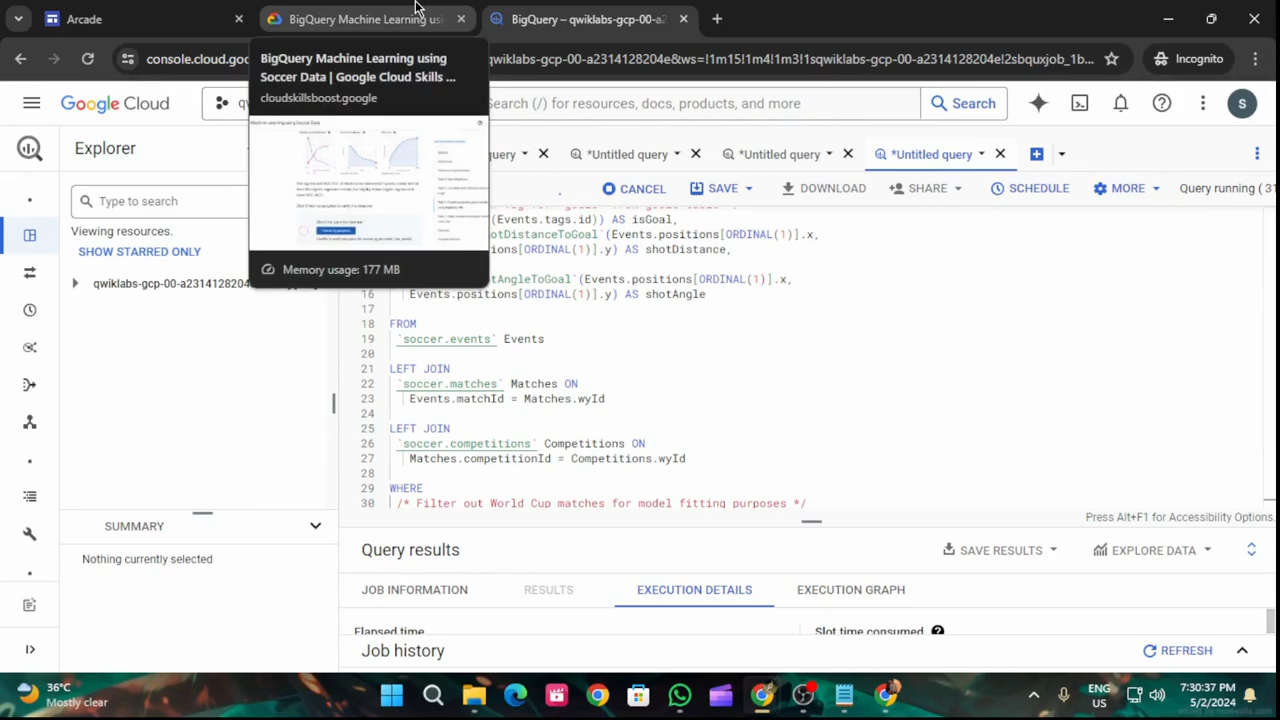 Arcade
BigQuery Machine Learning us
BigQuery – qwiklabs-gcp-00-a2
console.cloud.goo
-a2314128204e&ws=!1m15!1m4!1m3!1sqwiklabs-gcp-00-a2314128204e!2sbquxjob_1b...
Incognito
BigQuery Machine Learning using
Soccer Data | Google Cloud Skills ...
cloudskillsboost.google
Memory usage: 177 MB
Google Cloud
Search (/) for resources, docs, products, and more
Search
S
Explorer
query
*Untitled query
*Untitled query
*Untitled query
Type to search
CANCEL
SAVE
DOWNLOAD
SHARE
SCHEDULE
MORE
Query running (31
Viewing resources.
SHOW STARRED ONLY
qwiklabs-gcp-00-a2314128204
(Events.tags.id)) AS isGoal,
otDistanceToGoal`(Events.positions[ORDINAL(1)].x,
[ORDINAL(1)].y) AS shotDistance,
otAngleToGoal`(Events.positions[ORDINAL(1)].x,
16 Events.positions[ORDINAL(1)].y) AS shotAngle
17
18 FROM
19 `soccer.events` Events
20
21 LEFT JOIN
22 `soccer.matches` Matches ON
23 Events.matchId = Matches.wyId
24
25 LEFT JOIN
26 `soccer.competitions` Competitions ON
27 Matches.competitionId = Competitions.wyId
28
29 WHERE
30 /* Filter out World Cup matches for model fitting purposes */
Press Alt+F1 for Accessibility Options.
SUMMARY
Nothing currently selected
Query results
SAVE RESULTS
EXPLORE DATA
JOB INFORMATION
RESULTS
EXECUTION DETAILS
EXECUTION GRAPH
Elapsed time
Slot time consumed
Job history
REFRESH
36°C
Mostly clear
ENG
US
7:30:37 PM
5/2/2024